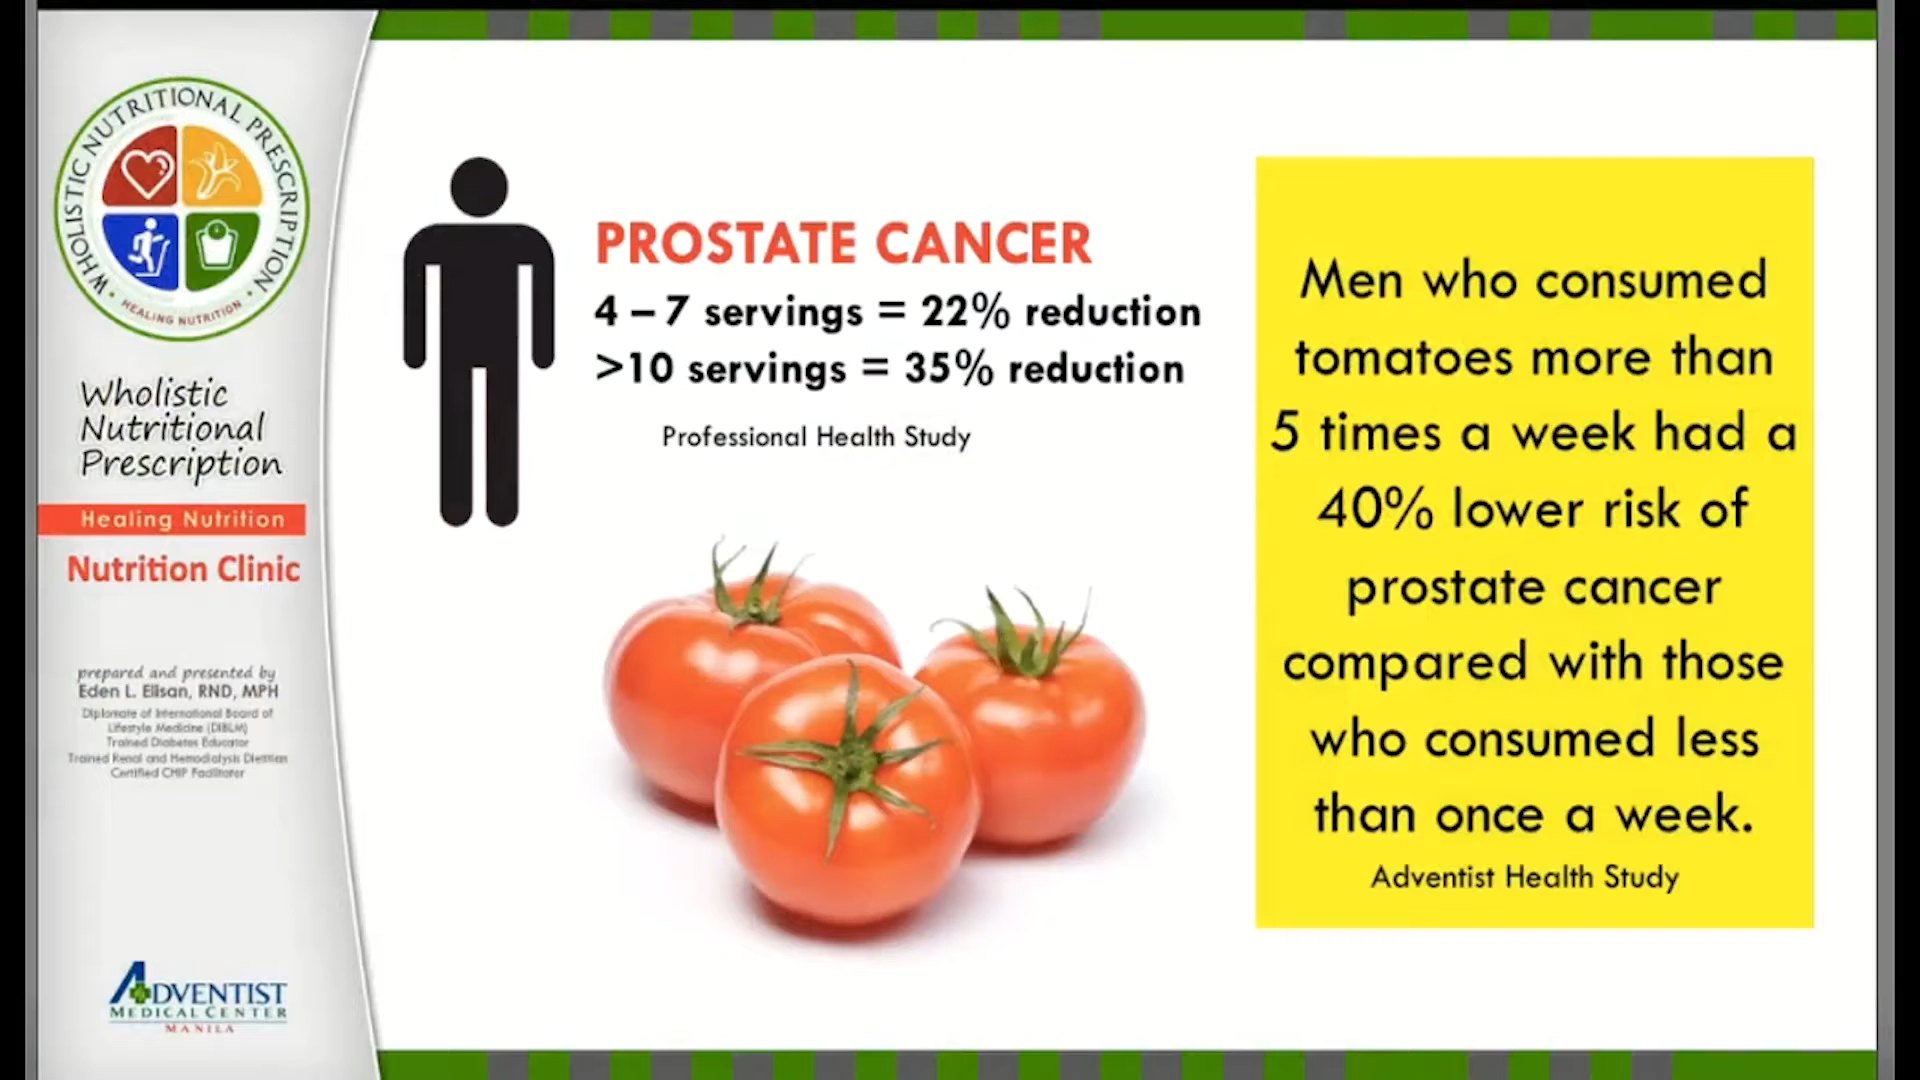 WHOLISTIC NUTRITIONAL PRESCRIPTION
HEALING NUTRITION
Wholistic
Nutritional
Prescription
Healing Nutrition
Nutrition Clinic
prepared and presented by
Eden L. Elisan, RND, MPH
Diplomate of International Board of
Lifestyle Medicine (DIBLM)
Trained Diabetes Educator
Trained Renal and Hemodialysis Dietitian
Certified CHIP Facilitator
ADVENTIST
MEDICAL CENTER
MANILA
PROSTATE CANCER
4 – 7 servings = 22% reduction
>10 servings = 35% reduction
Professional Health Study
Men who consumed
tomatoes more than
5 times a week had a
40% lower risk of
prostate cancer
compared with those
who consumed less
than once a week.
Adventist Health Study